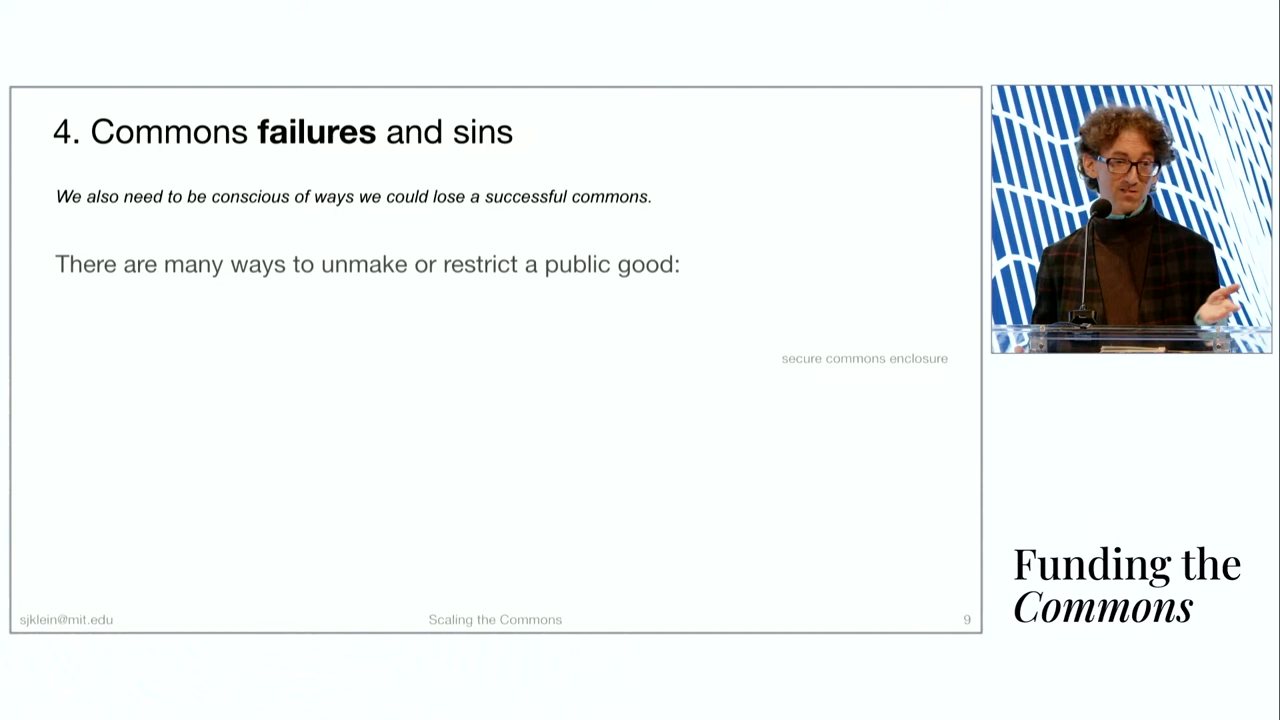 4. Commons failures and sins
We also need to be conscious of ways we could lose a successful commons.
There are many ways to unmake or restrict a public good:
secure commons enclosure
sjklein@mit.edu
Scaling the Commons
9
Funding the
Commons